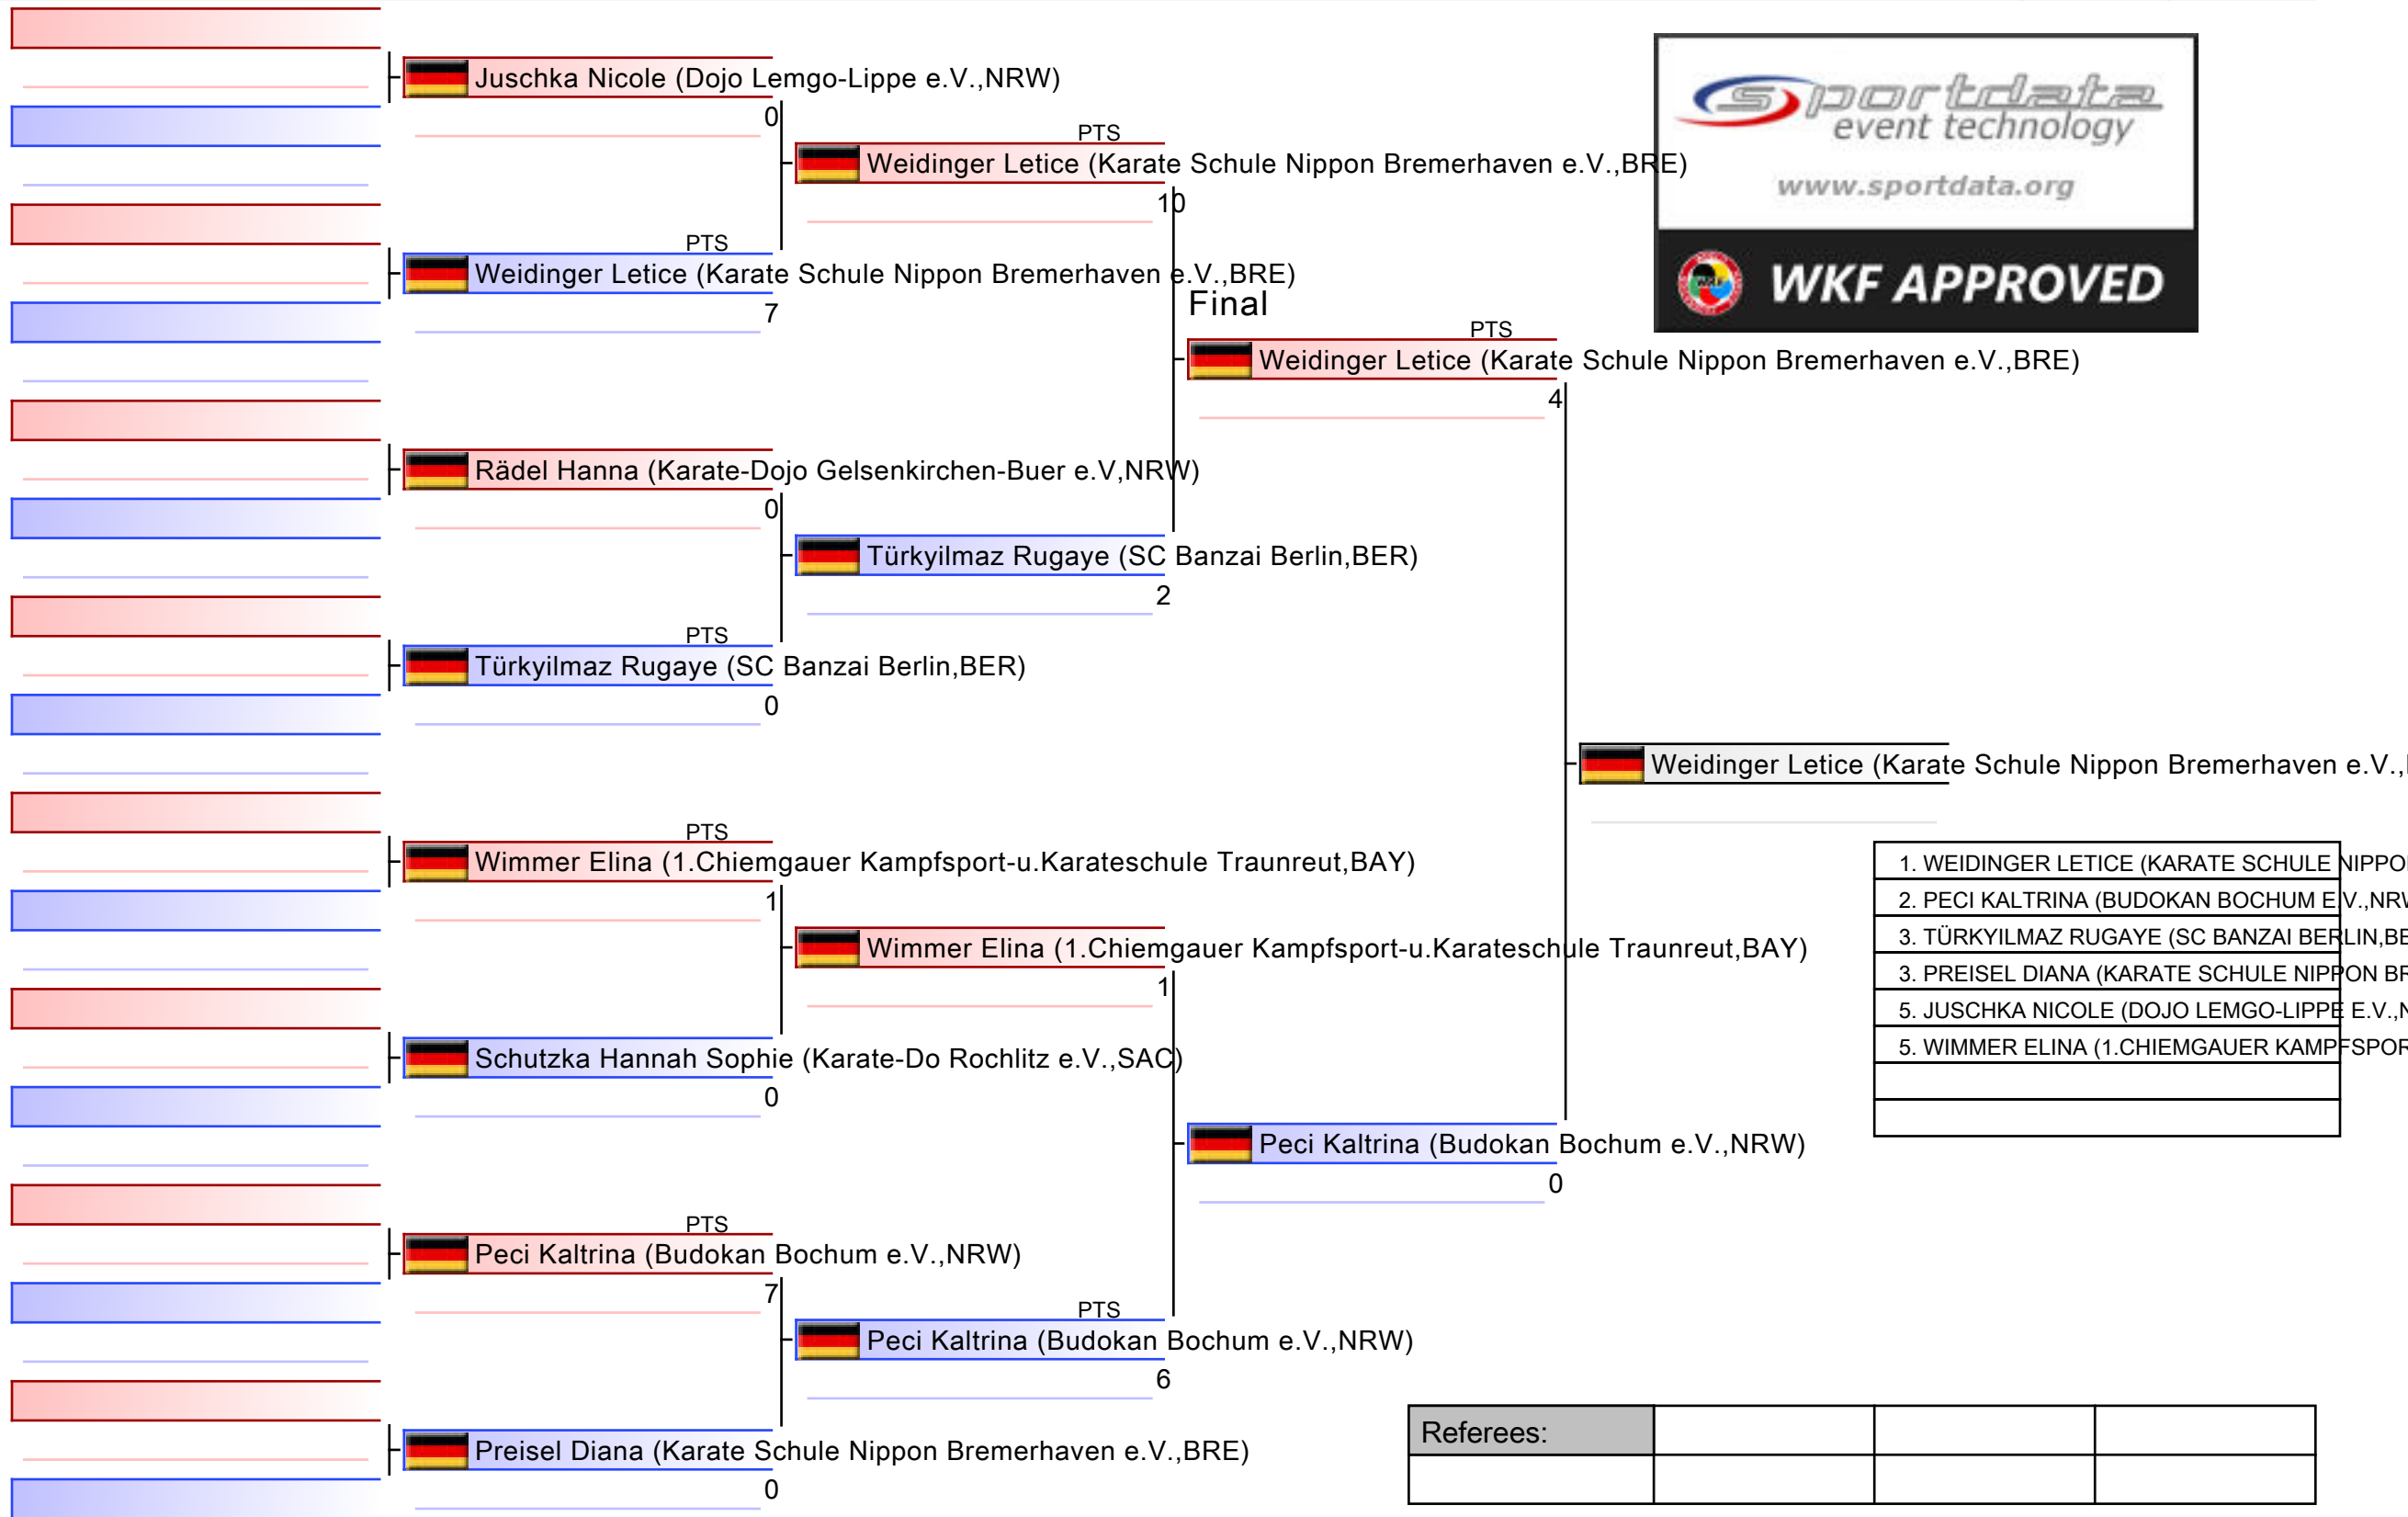 Juschka Nicole (Dojo Lemgo-Lippe e.V.,NRW)
0
PTS
Weidinger Letice (Karate Schule Nippon Bremerhaven e.V.,BRE)
7
Rädel Hanna (Karate-Dojo Gelsenkirchen-Buer e.V,NRW)
0
PTS
Türkyilmaz Rugaye (SC Banzai Berlin,BER)
0
PTS
Wimmer Elina (1.Chiemgauer Kampfsport-u.Karateschule Traunreut,BAY)
1
Schutzka Hannah Sophie (Karate-Do Rochlitz e.V.,SAC)
0
PTS
Peci Kaltrina (Budokan Bochum e.V.,NRW)
7
Preisel Diana (Karate Schule Nippon Bremerhaven e.V.,BRE)
0
PTS
Weidinger Letice (Karate Schule Nippon Bremerhaven e.V.,BRE)
10
Türkyilmaz Rugaye (SC Banzai Berlin,BER)
2
Wimmer Elina (1.Chiemgauer Kampfsport-u.Karateschule Traunreut,BAY)
1
PTS
Peci Kaltrina (Budokan Bochum e.V.,NRW)
6
Final
PTS
Weidinger Letice (Karate Schule Nippon Bremerhaven e.V.,BRE)
4
Peci Kaltrina (Budokan Bochum e.V.,NRW)
0
Weidinger Letice (Karate Schule Nippon Bremerhaven e.V.,
sportdata
event technology
www.sportdata.org
WKF APPROVED
1. WEIDINGER LETICE (KARATE SCHULE NIPPO
2. PECI KALTRINA (BUDOKAN BOCHUM E.V.,NRW
3. TÜRKYILMAZ RUGAYE (SC BANZAI BERLIN,BE
3. PREISEL DIANA (KARATE SCHULE NIPPON BR
5. JUSCHKA NICOLE (DOJO LEMGO-LIPPE E.V.,N
5. WIMMER ELINA (1.CHIEMGAUER KAMPFSPOR
Referees: